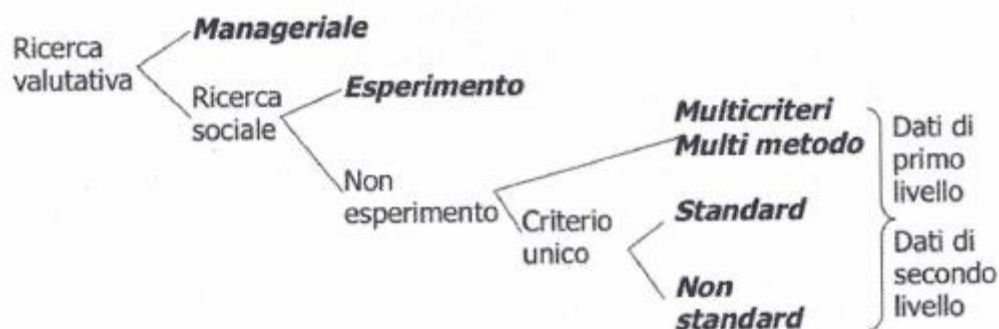 Ricerca
valutativa
Manageriale
Ricerca
sociale
Esperimento
Non
esperimento
Multicriteri
Multi metodo
Criterio
unico
Standard
Non
standard
Dati di
primo
livello
Dati di
secondo
livello